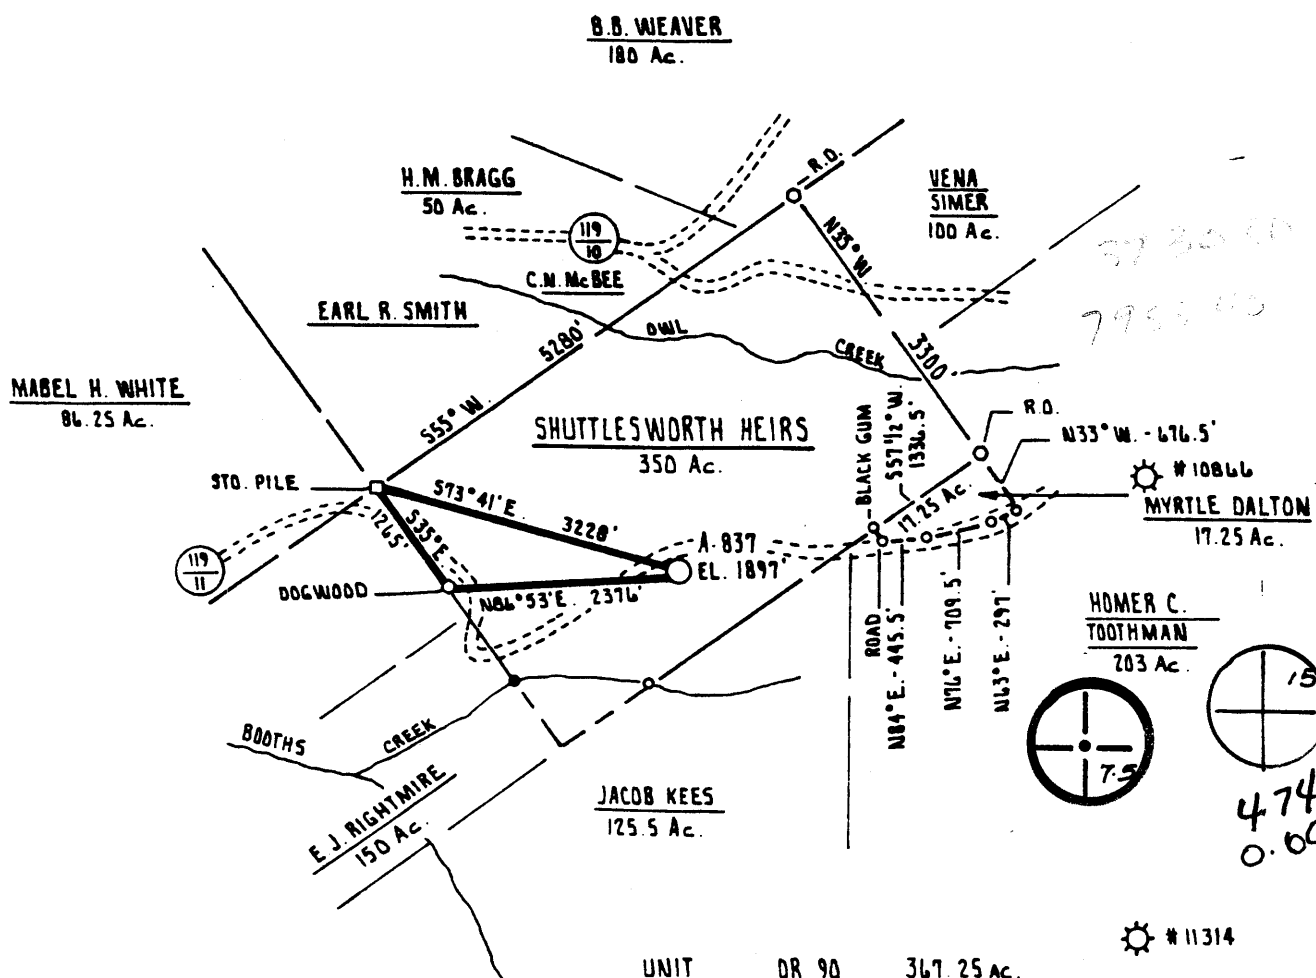 B.B. WEAVER
180 Ac.
H.M. BRAGG
50 Ac.
R.O.
VENA
SIMER
100 Ac.
119
10
C.N. McBEE
N35° W.
3300'
EARL R. SMITH
5280'
S55° W.
OWL
CREEK
MABEL H. WHITE
86.25 Ac.
SHUTTLESWORTH HEIRS
350 Ac.
BLACK GUM
S57 1/2° W.
1336.5'
R.O.
N33° W. - 676.5'
# 10866
MYRTLE DALTON
17.25 Ac.
17.25 Ac.
STO. PILE
S73° 41' E.
3228'
S35° E.
1265'
A-837
EL. 1897'
119
11
DOGWOOD
N86° 53' E. 2376'
ROAD
N84° E. - 445.5'
N76° E. - 709.5'
N63° E. - 297'
HOMER C.
TOOTHMAN
203 Ac.
7.5
BOOTHS
CREEK
E.J. RIGHTMIRE
150 Ac.
JACOB KEES
125.5 Ac.
# 11314
UNIT DR 90 367.25 Ac.